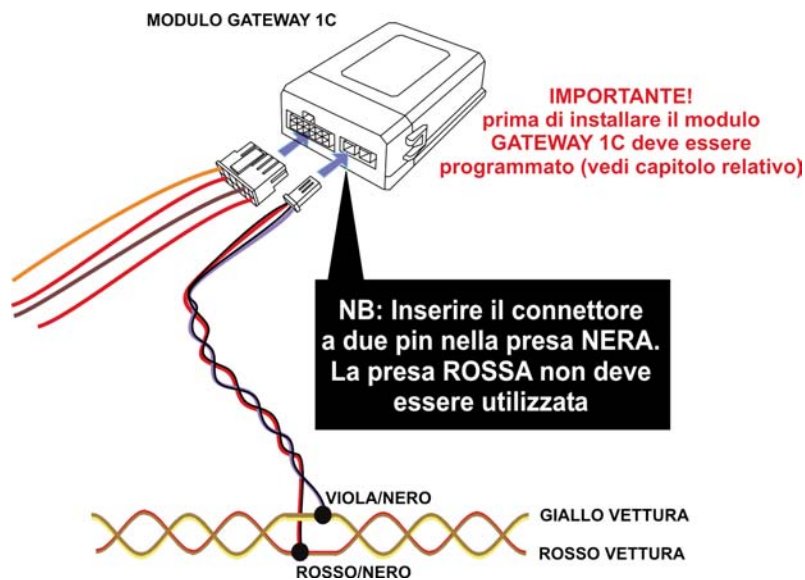 MODULO GATEWAY 1C
IMPORTANTE!
prima di installare il modulo
GATEWAY 1C deve essere
programmato (vedi capitolo relativo)
NB: Inserire il connettore
a due pin nella presa NERA.
La presa ROSSA non deve
essere utilizzata
VIOLA/NERO
GIALLO VETTURA
ROSSO VETTURA
ROSSO/NERO